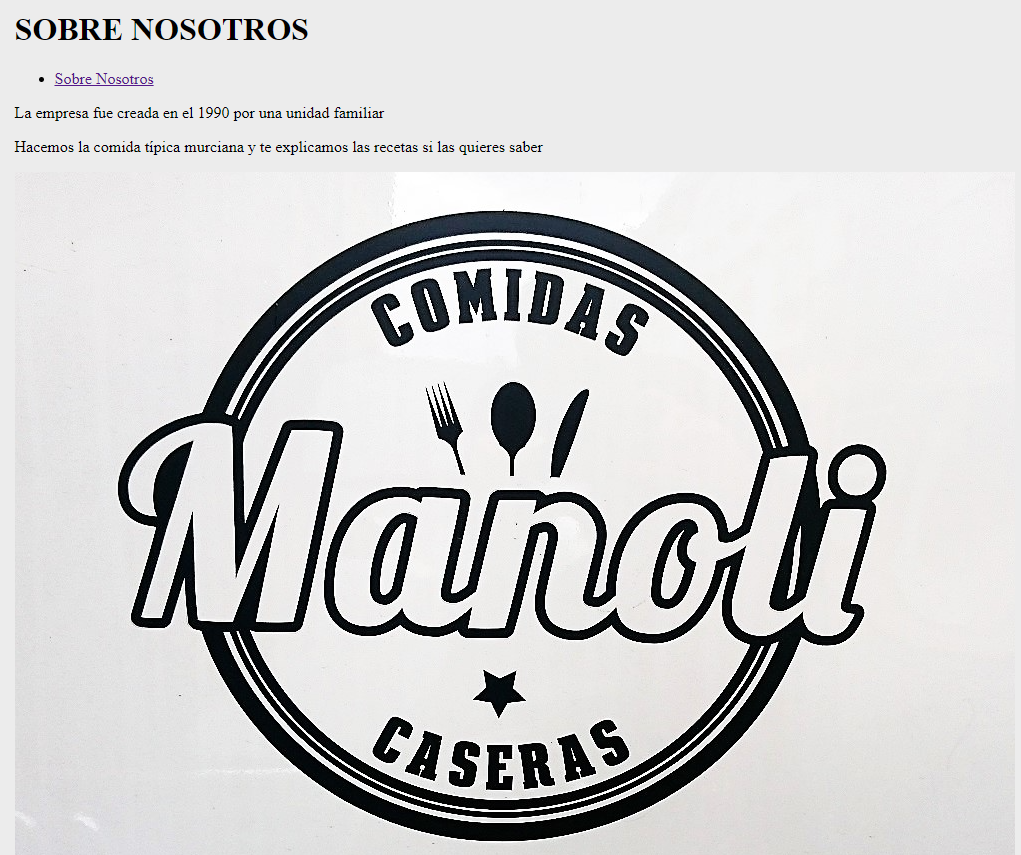 SOBRE NOSOTROS
Sobre Nosotros
La empresa fue creada en el 1990 por una unidad familiar
Hacemos la comida típica murciana y te explicamos las recetas si las quieres saber
COMIDAS
Manoli
CASERAS